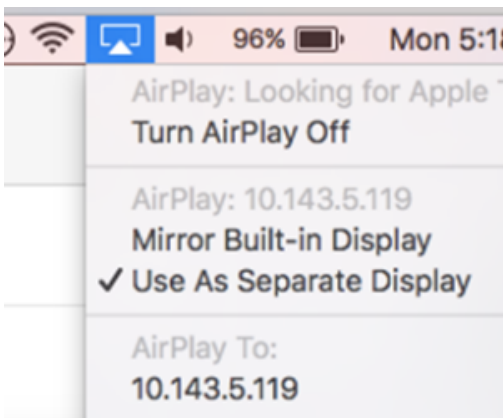 96% Mon 5:18
AirPlay: Looking for Apple
Turn AirPlay Off
AirPlay: 10.143.5.119
Mirror Built-in Display
✓ Use As Separate Display
AirPlay To:
10.143.5.119